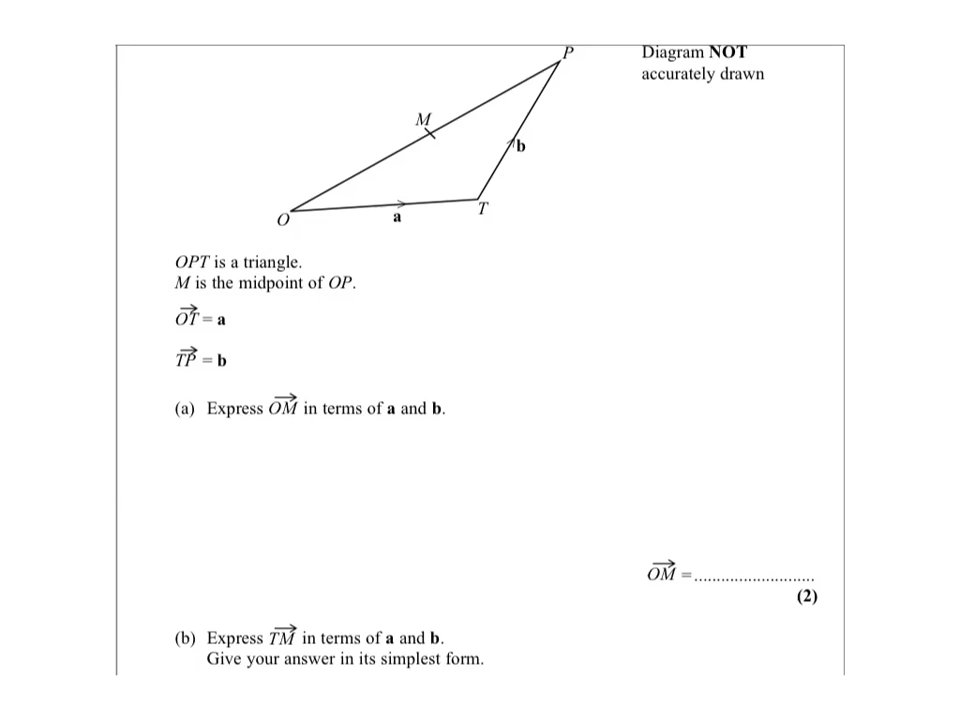 P
Diagram NOT
accurately drawn
M
b
O
a
T
OPT is a triangle.
M is the midpoint of OP.
OT = a
TP = b
(a) Express OM in terms of a and b.
OM = ............................
(2)
(b) Express TM in terms of a and b.
Give your answer in its simplest form.